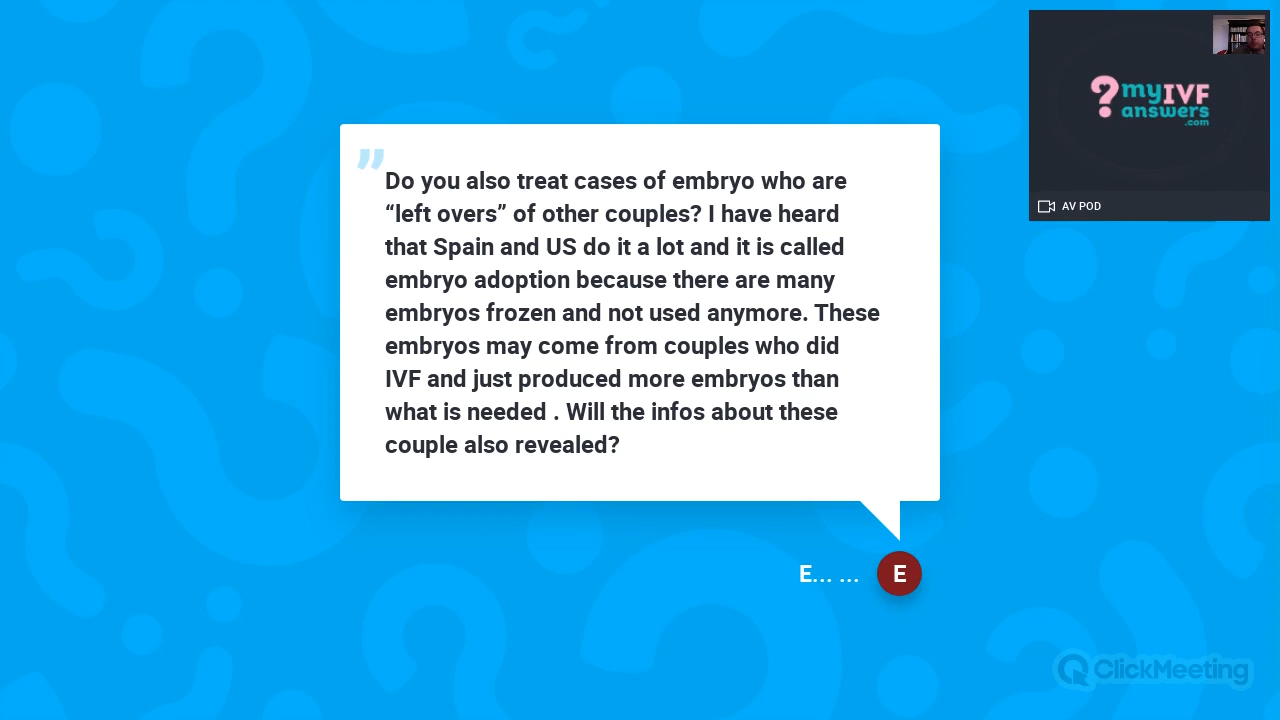 Do you also treat cases of embryo who are
“left overs” of other couples? I have heard
that Spain and US do it a lot and it is called
embryo adoption because there are many
embryos frozen and not used anymore. These
embryos may come from couples who did
IVF and just produced more embryos than
what is needed . Will the infos about these
couple also revealed?
E... ...
E
myIVF
answers
.com
AV POD
ClickMeeting